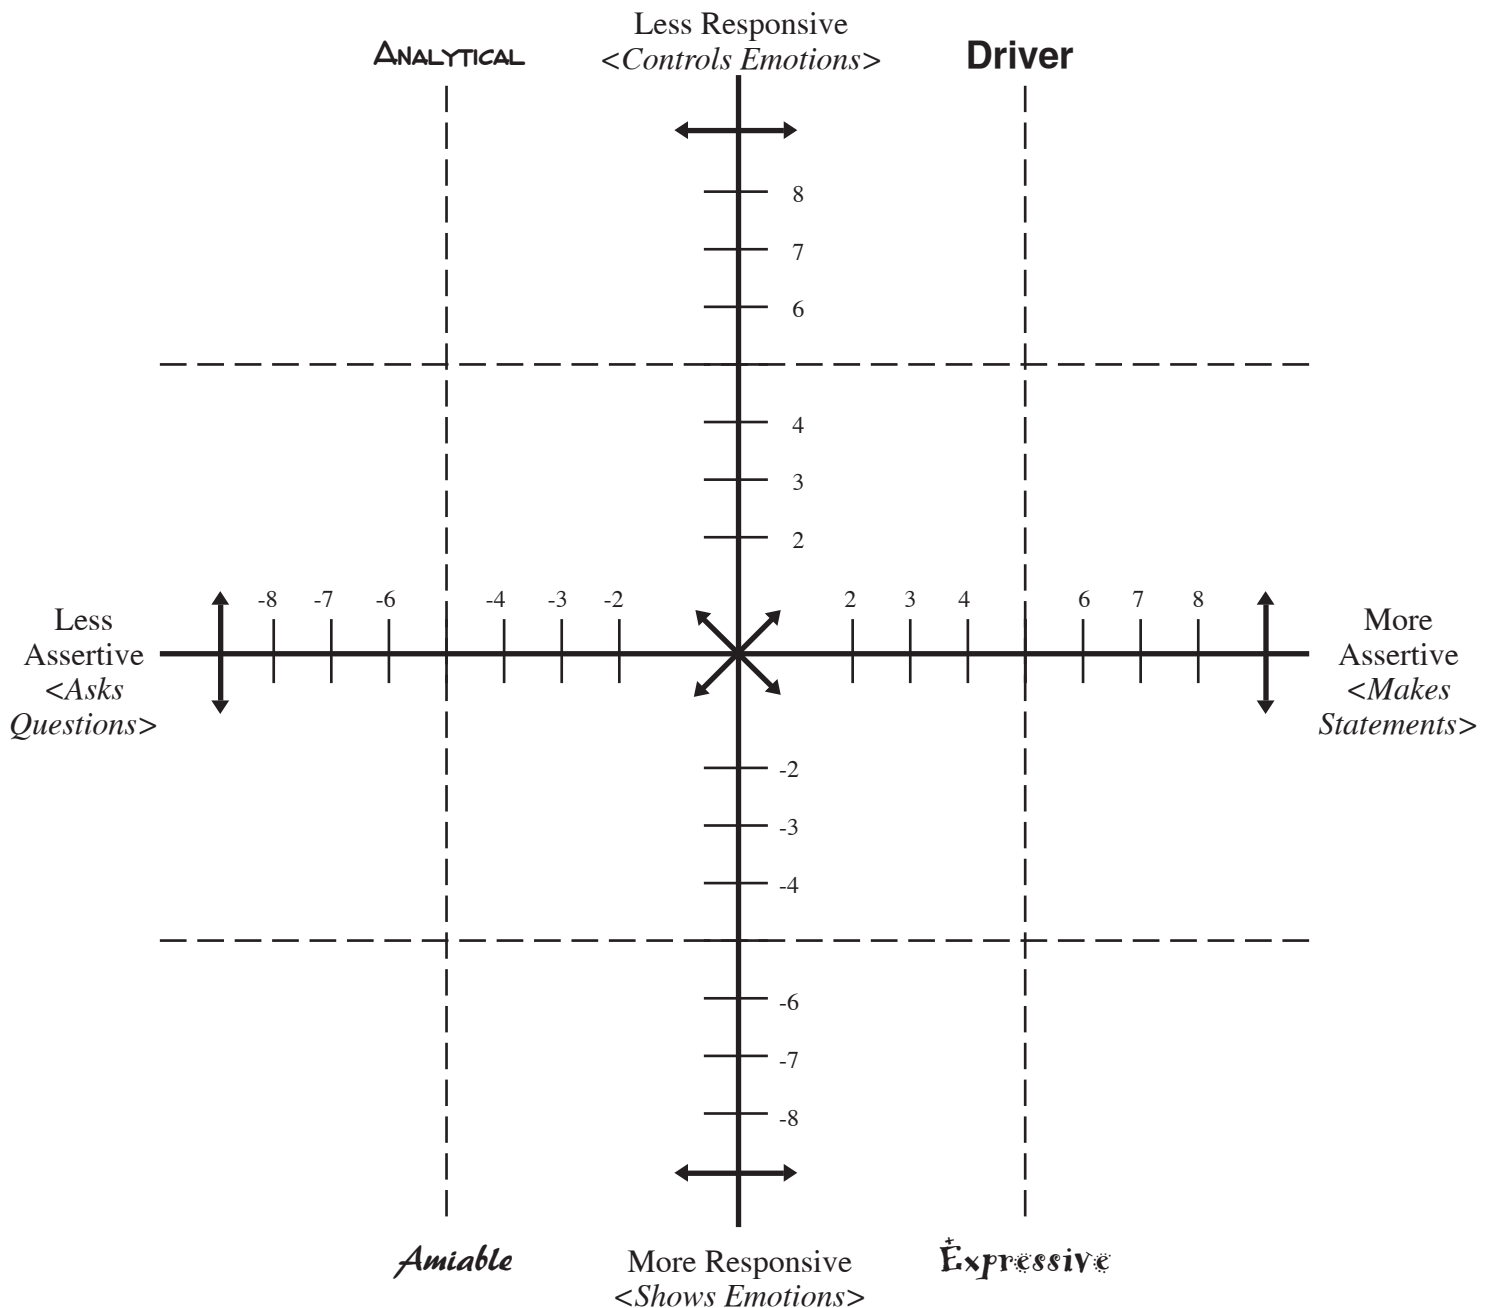 Less Responsive
ANALYTICAL <Controls Emotions> Driver
8
7
6
4
3
2
-8 -7 -6 -4 -3 -2 2 3 4 6 7 8
Less
Assertive
<Asks
Questions>
More
Assertive
<Makes
Statements>
-2
-3
-4
-6
-7
-8
Amiable More Responsive Expressive
<Shows Emotions>